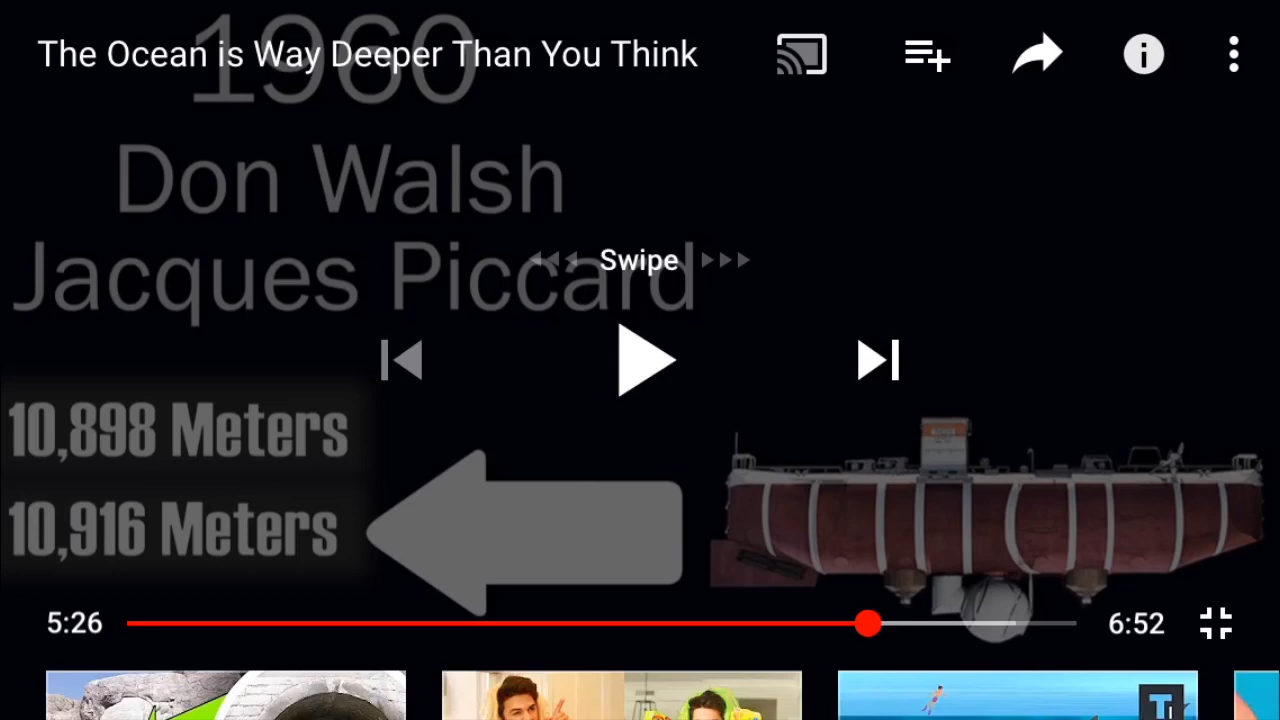 1960
The Ocean is Way Deeper Than You Think
Don Walsh
Jacques Piccard
Swipe
10,898 Meters
10,916 Meters
5:26
6:52
Ti